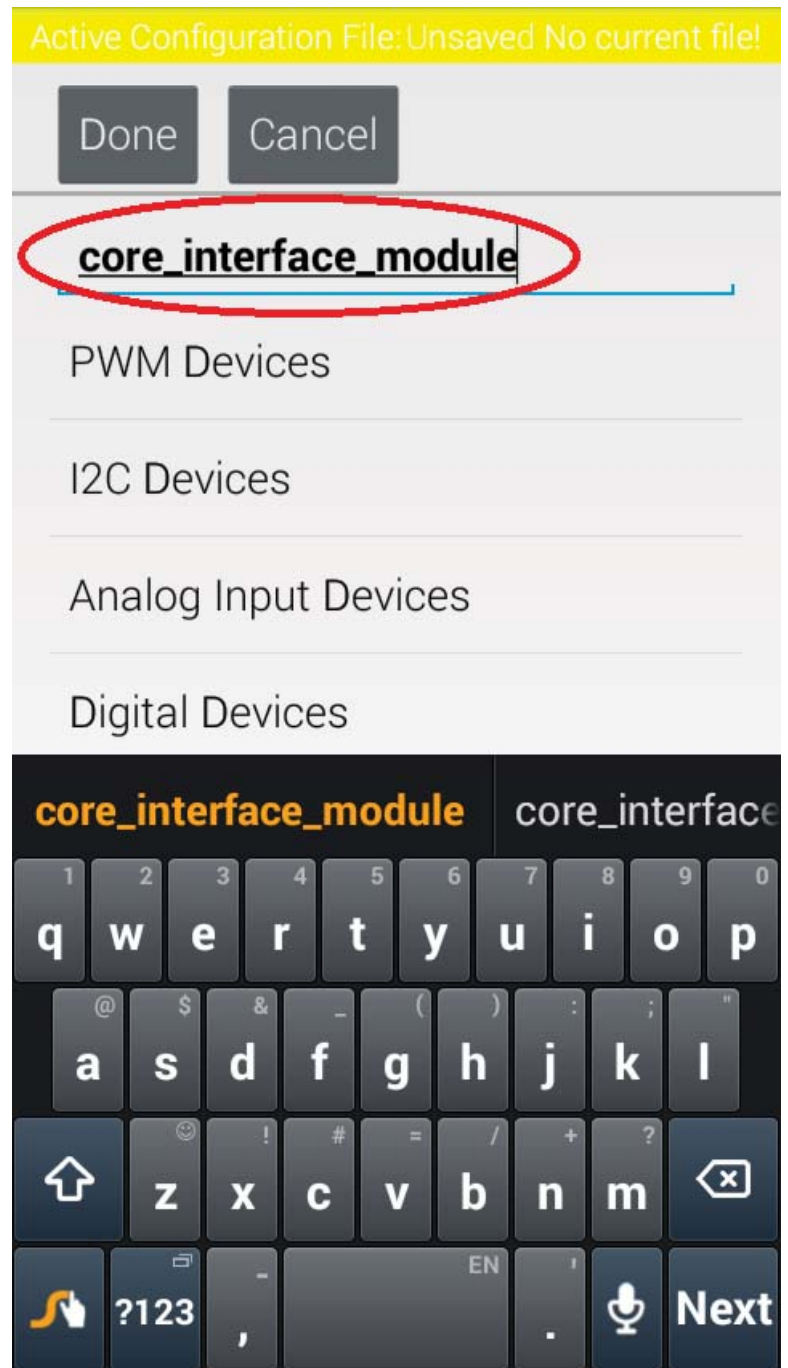 Active Configuration File: Unsaved No current file!
Done Cancel
core_interface_module
PWM Devices
I2C Devices
Analog Input Devices
Digital Devices
core_interface_module core_interface
1 2 3 4 5 6 7 8 9 0
q w e r t y u i o p
@ $ & _ ( ) : ; "
a s d f g h j k l
! # = / + ?
z x c v b n m
- EN '
?123 , . Next